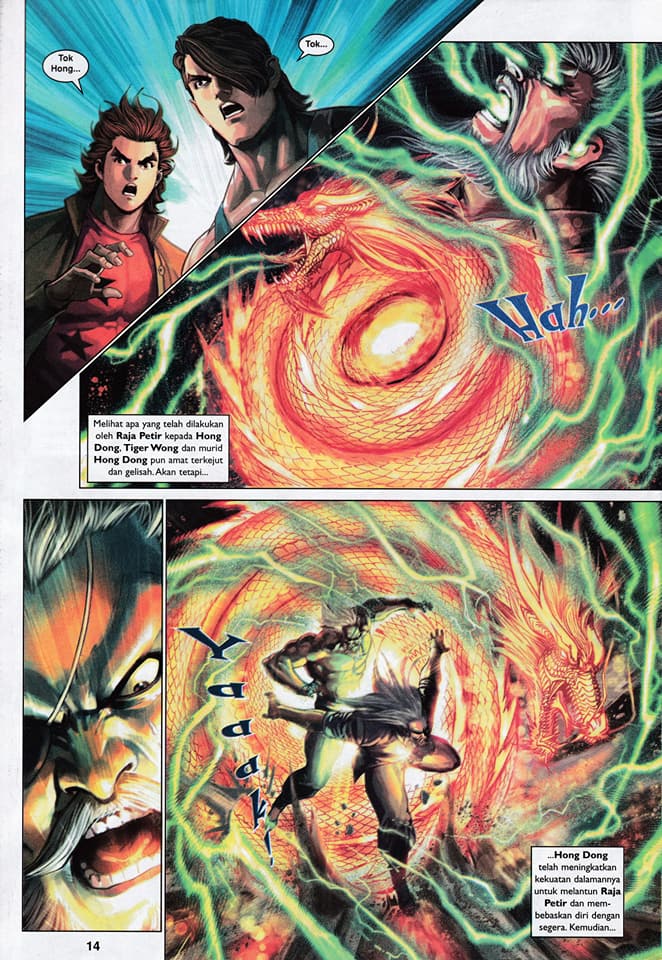 Tok
Hong...
Tok...
Hah...
Melihat apa yang telah dilakukan
oleh Raja Petir kepada Hong
Dong, Tiger Wong dan murid
Hong Dong pun amat terkejut
dan gelisah. Akan tetapi...
Yaaak!
...Hong Dong
telah meningkatkan
kekuatan dalamannya
untuk melantun Raja
Petir dan mem-
bebaskan diri dengan
segera. Kemudian...
14